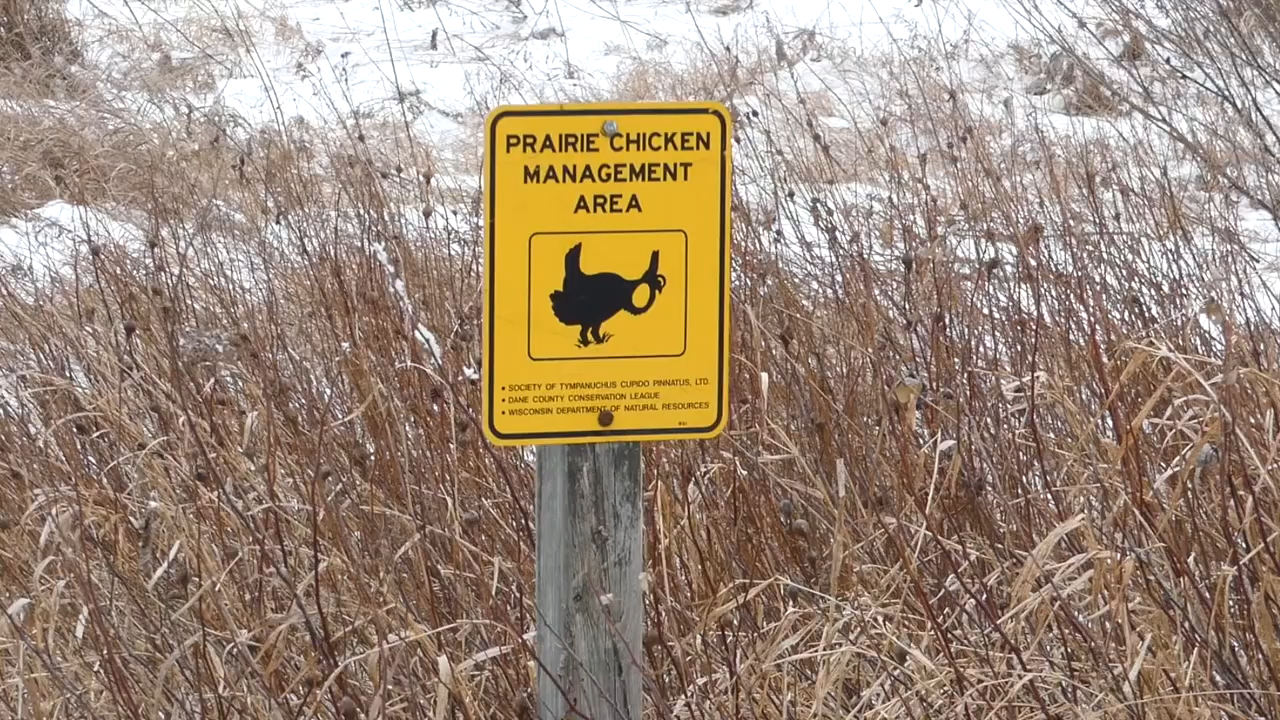 PRAIRIE CHICKEN
MANAGEMENT
AREA
• SOCIETY OF TYMPANUCHUS CUPIDO PINNATUS, LTD.
• DANE COUNTY CONSERVATION LEAGUE
• WISCONSIN DEPARTMENT OF NATURAL RESOURCES